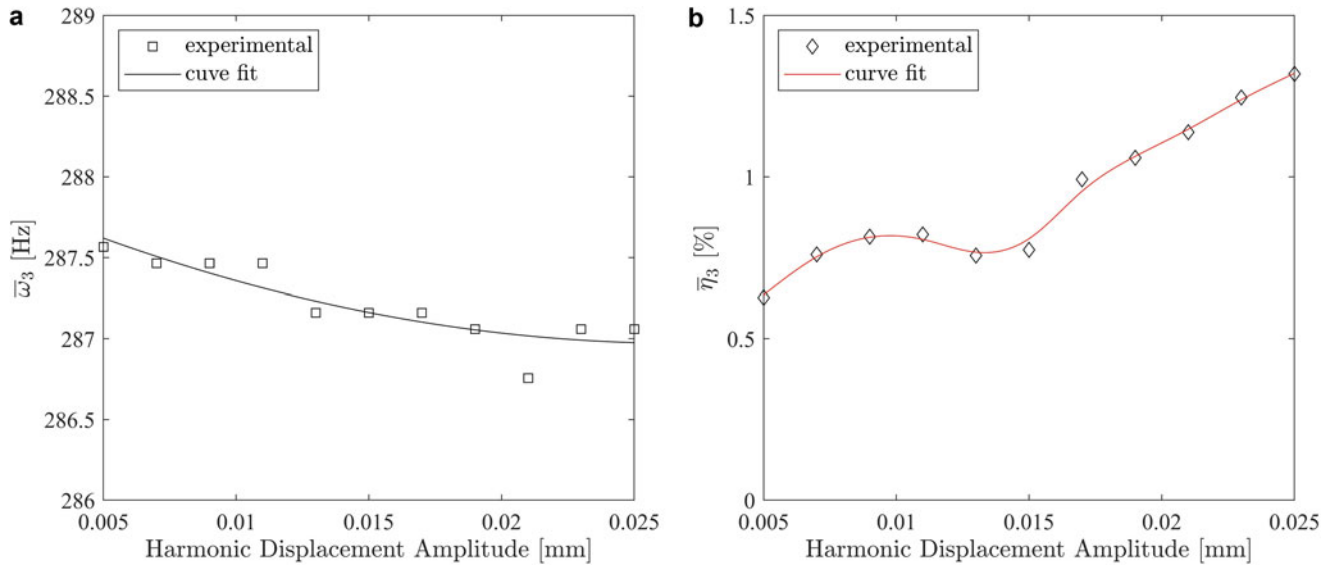 a
289
288.5
288
287.5
287
286.5
286
ω̅₃ [Hz]
experimental
cuve fit
0.005 0.01 0.015 0.02 0.025
Harmonic Displacement Amplitude [mm]
b
1.5
1
0.5
0
η̅₃ [%]
experimental
curve fit
0.005 0.01 0.015 0.02 0.025
Harmonic Displacement Amplitude [mm]